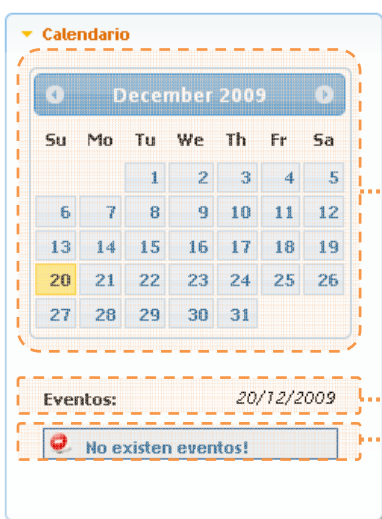 Calendario
December 2009
Su Mo Tu We Th Fr Sa
1 2 3 4 5
6 7 8 9 10 11 12
13 14 15 16 17 18 19
20 21 22 23 24 25 26
27 28 29 30 31
Eventos: 20/12/2009
No existen eventos!